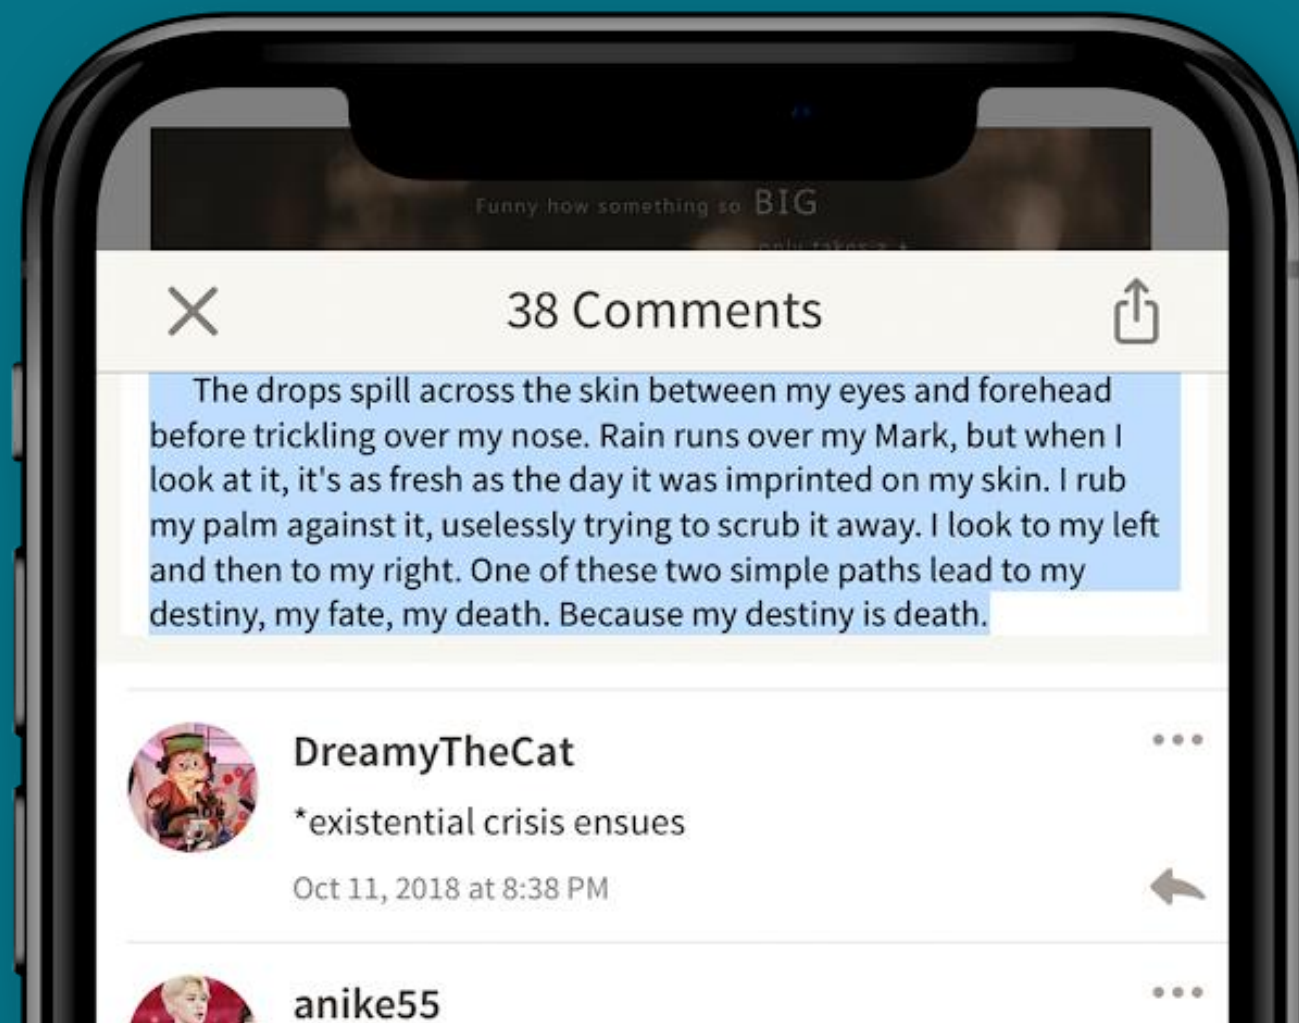 Funny how something so BIG
only takes a
38 Comments
The drops spill across the skin between my eyes and forehead
before trickling over my nose. Rain runs over my Mark, but when I
look at it, it's as fresh as the day it was imprinted on my skin. I rub
my palm against it, uselessly trying to scrub it away. I look to my left
and then to my right. One of these two simple paths lead to my
destiny, my fate, my death. Because my destiny is death.
DreamyTheCat
*existential crisis ensues
Oct 11, 2018 at 8:38 PM
anike55